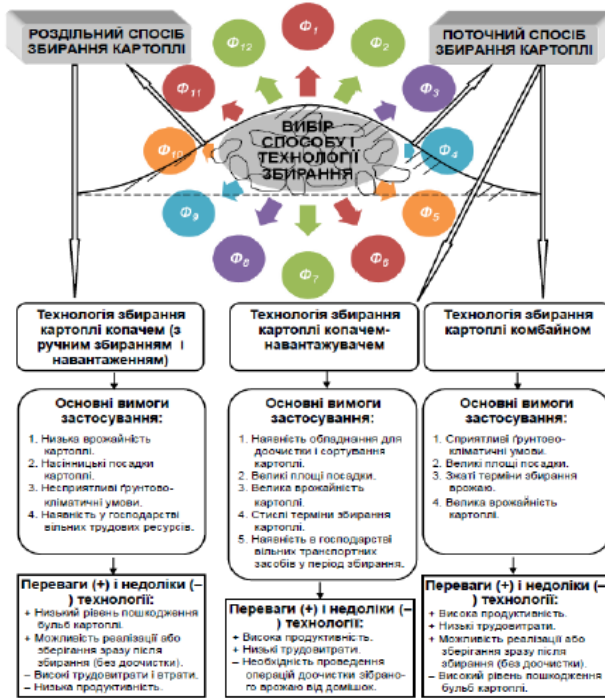 РОЗДІЛЬНИЙ СПОСІБ
ЗБИРАННЯ КАРТОПЛІ
ПОТОЧНИЙ СПОСІБ
ЗБИРАННЯ КАРТОПЛІ
Ф1
Ф2
Ф3
Ф4
Ф5
Ф6
Ф7
Ф8
Ф9
Ф10
Ф11
Ф12
ВИБІР
СПОСОБУ І
ТЕХНОЛОГІЇ
ЗБИРАННЯ
Технологія збирання
картоплі копачем (з
ручним збиранням і
навантаженням)
Основні вимоги
застосування:
1. Низька врожайність
картоплі.
2. Насінницькі посадки
картоплі.
3. Несприятливі ґрунтово-
кліматичні умови.
4. Наявність у господарстві
вільних трудових ресурсів.
Переваги (+) і недоліки (–
) технології:
+ Низький рівень пошкодження
бульб картоплі.
+ Можливість реалізації або
зберігання зразу після
збирання (без доочистки).
– Високі трудовитрати і втрати.
– Низька продуктивність.
Технологія збирання
картоплі копачем-
навантажувачем
Основні вимоги
застосування:
1. Наявність обладнання для
доочистки і сортування
картоплі.
2. Великі площі посадки.
3. Велика врожайність
картоплі.
4. Стислі терміни збирання
картоплі.
5. Наявність в господарстві
вільних транспортних
засобів у період збирання.
Переваги (+) і недоліки (–
) технології:
+ Висока продуктивність.
+ Низькі трудовитрати.
– Необхідність проведення
операцій доочистки зібраного
врожаю від домішок.
Технологія збирання
картоплі комбайном
Основні вимоги
застосування:
1. Сприятливі ґрунтово-
кліматичні умови.
2. Великі площі посадки.
3. Зжаті терміни збирання
врожаю.
4. Велика врожайність
картоплі.
Переваги (+) і недоліки (–
) технології:
+ Висока продуктивність.
+ Низькі трудовитрати.
+ Можливість реалізації або
зберігання зразу після
збирання (без доочистки).
– Високий рівень пошкодження
бульб картоплі.